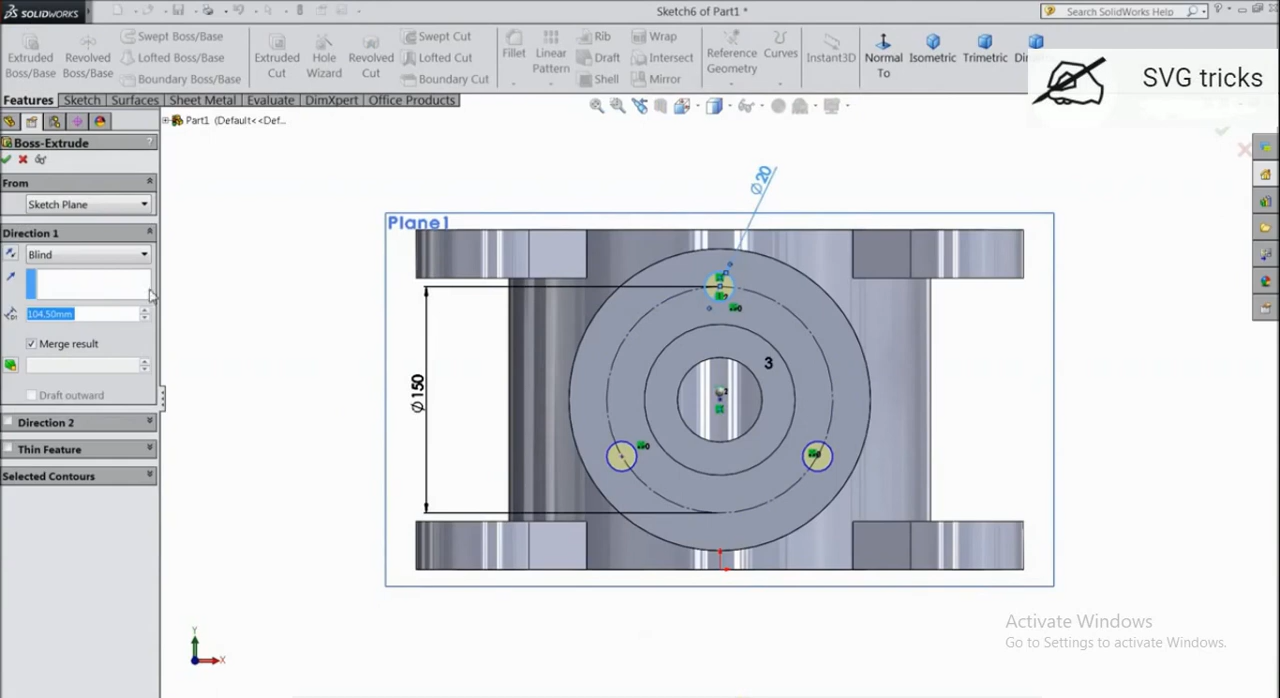 SOLIDWORKS
Sketch6 of Part1 *
Search SolidWorks Help
Extruded Boss/Base
Revolved Boss/Base
Swept Boss/Base
Lofted Boss/Base
Boundary Boss/Base
Extruded Cut
Hole Wizard
Revolved Cut
Swept Cut
Lofted Cut
Boundary Cut
Fillet
Linear Pattern
Rib
Draft
Shell
Wrap
Intersect
Mirror
Reference Geometry
Curves
Instant3D
Normal To
Isometric
Trimetric
SVG tricks
Features
Sketch
Surfaces
Sheet Metal
Evaluate
DimXpert
Office Products
Part1 (Default<<Def...
Boss-Extrude
?
From
Sketch Plane
Direction 1
Blind
104.50mm
Merge result
Draft outward
Direction 2
Thin Feature
Selected Contours
Plane1
∅20
∅150
3
Y
X
Activate Windows
Go to Settings to activate Windows.